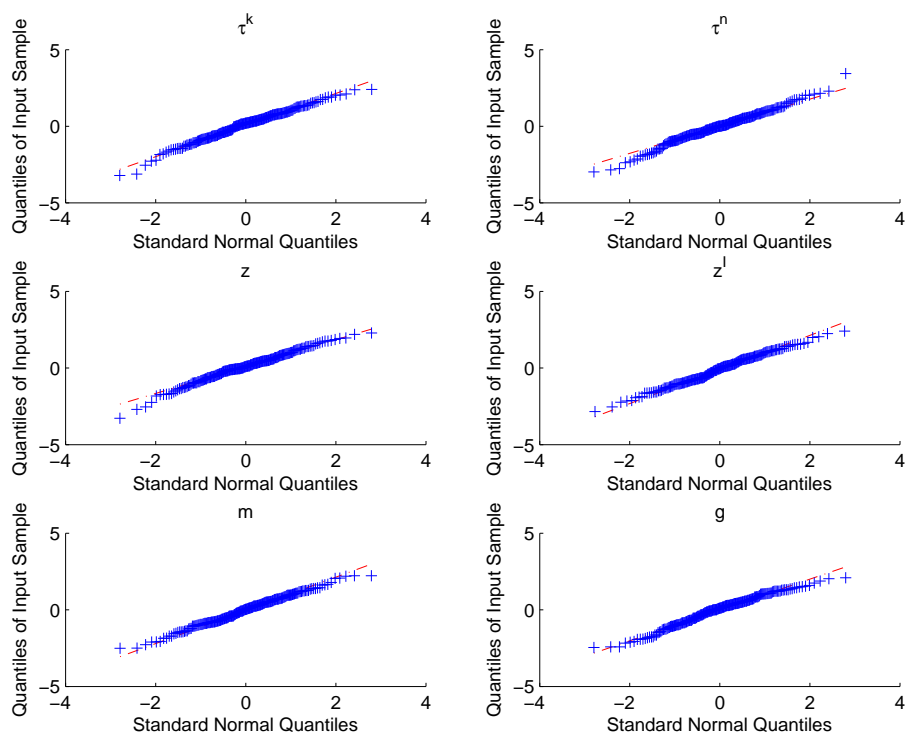 τ^k
5
0
−5
−4 −2 0 2 4
Standard Normal Quantiles
Quantiles of Input Sample
τ^n
5
0
−5
−4 −2 0 2 4
Standard Normal Quantiles
Quantiles of Input Sample
z
5
0
−5
−4 −2 0 2 4
Standard Normal Quantiles
Quantiles of Input Sample
z^l
5
0
−5
−4 −2 0 2 4
Standard Normal Quantiles
Quantiles of Input Sample
m
5
0
−5
−4 −2 0 2 4
Standard Normal Quantiles
Quantiles of Input Sample
g
5
0
−5
−4 −2 0 2 4
Standard Normal Quantiles
Quantiles of Input Sample